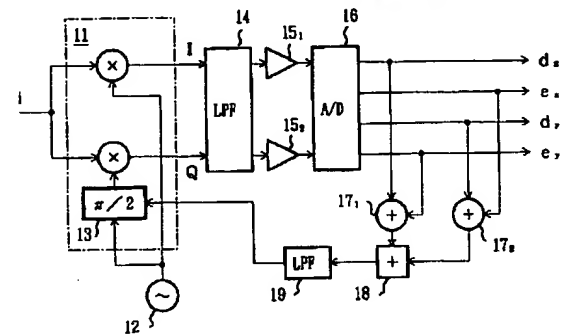 11
14
15₁
16
I
i
×
LPF
A/D
dₓ
eₓ
dᵧ
eᵧ
×
15₂
Q
π/2
13
17₁
+
+
17₂
LPF
+
19
18
12
~